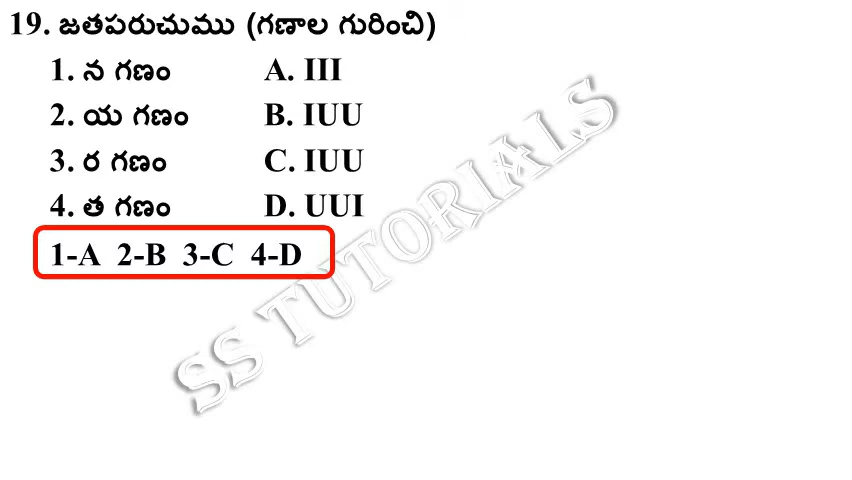 19. జతపరుచుము (గణాల గురించి)
1. న గణం A. III
2. య గణం B. IUU
3. ర గణం C. IUU
4. త గణం D. UUI
1-A 2-B 3-C 4-D
SS TUTORIALS